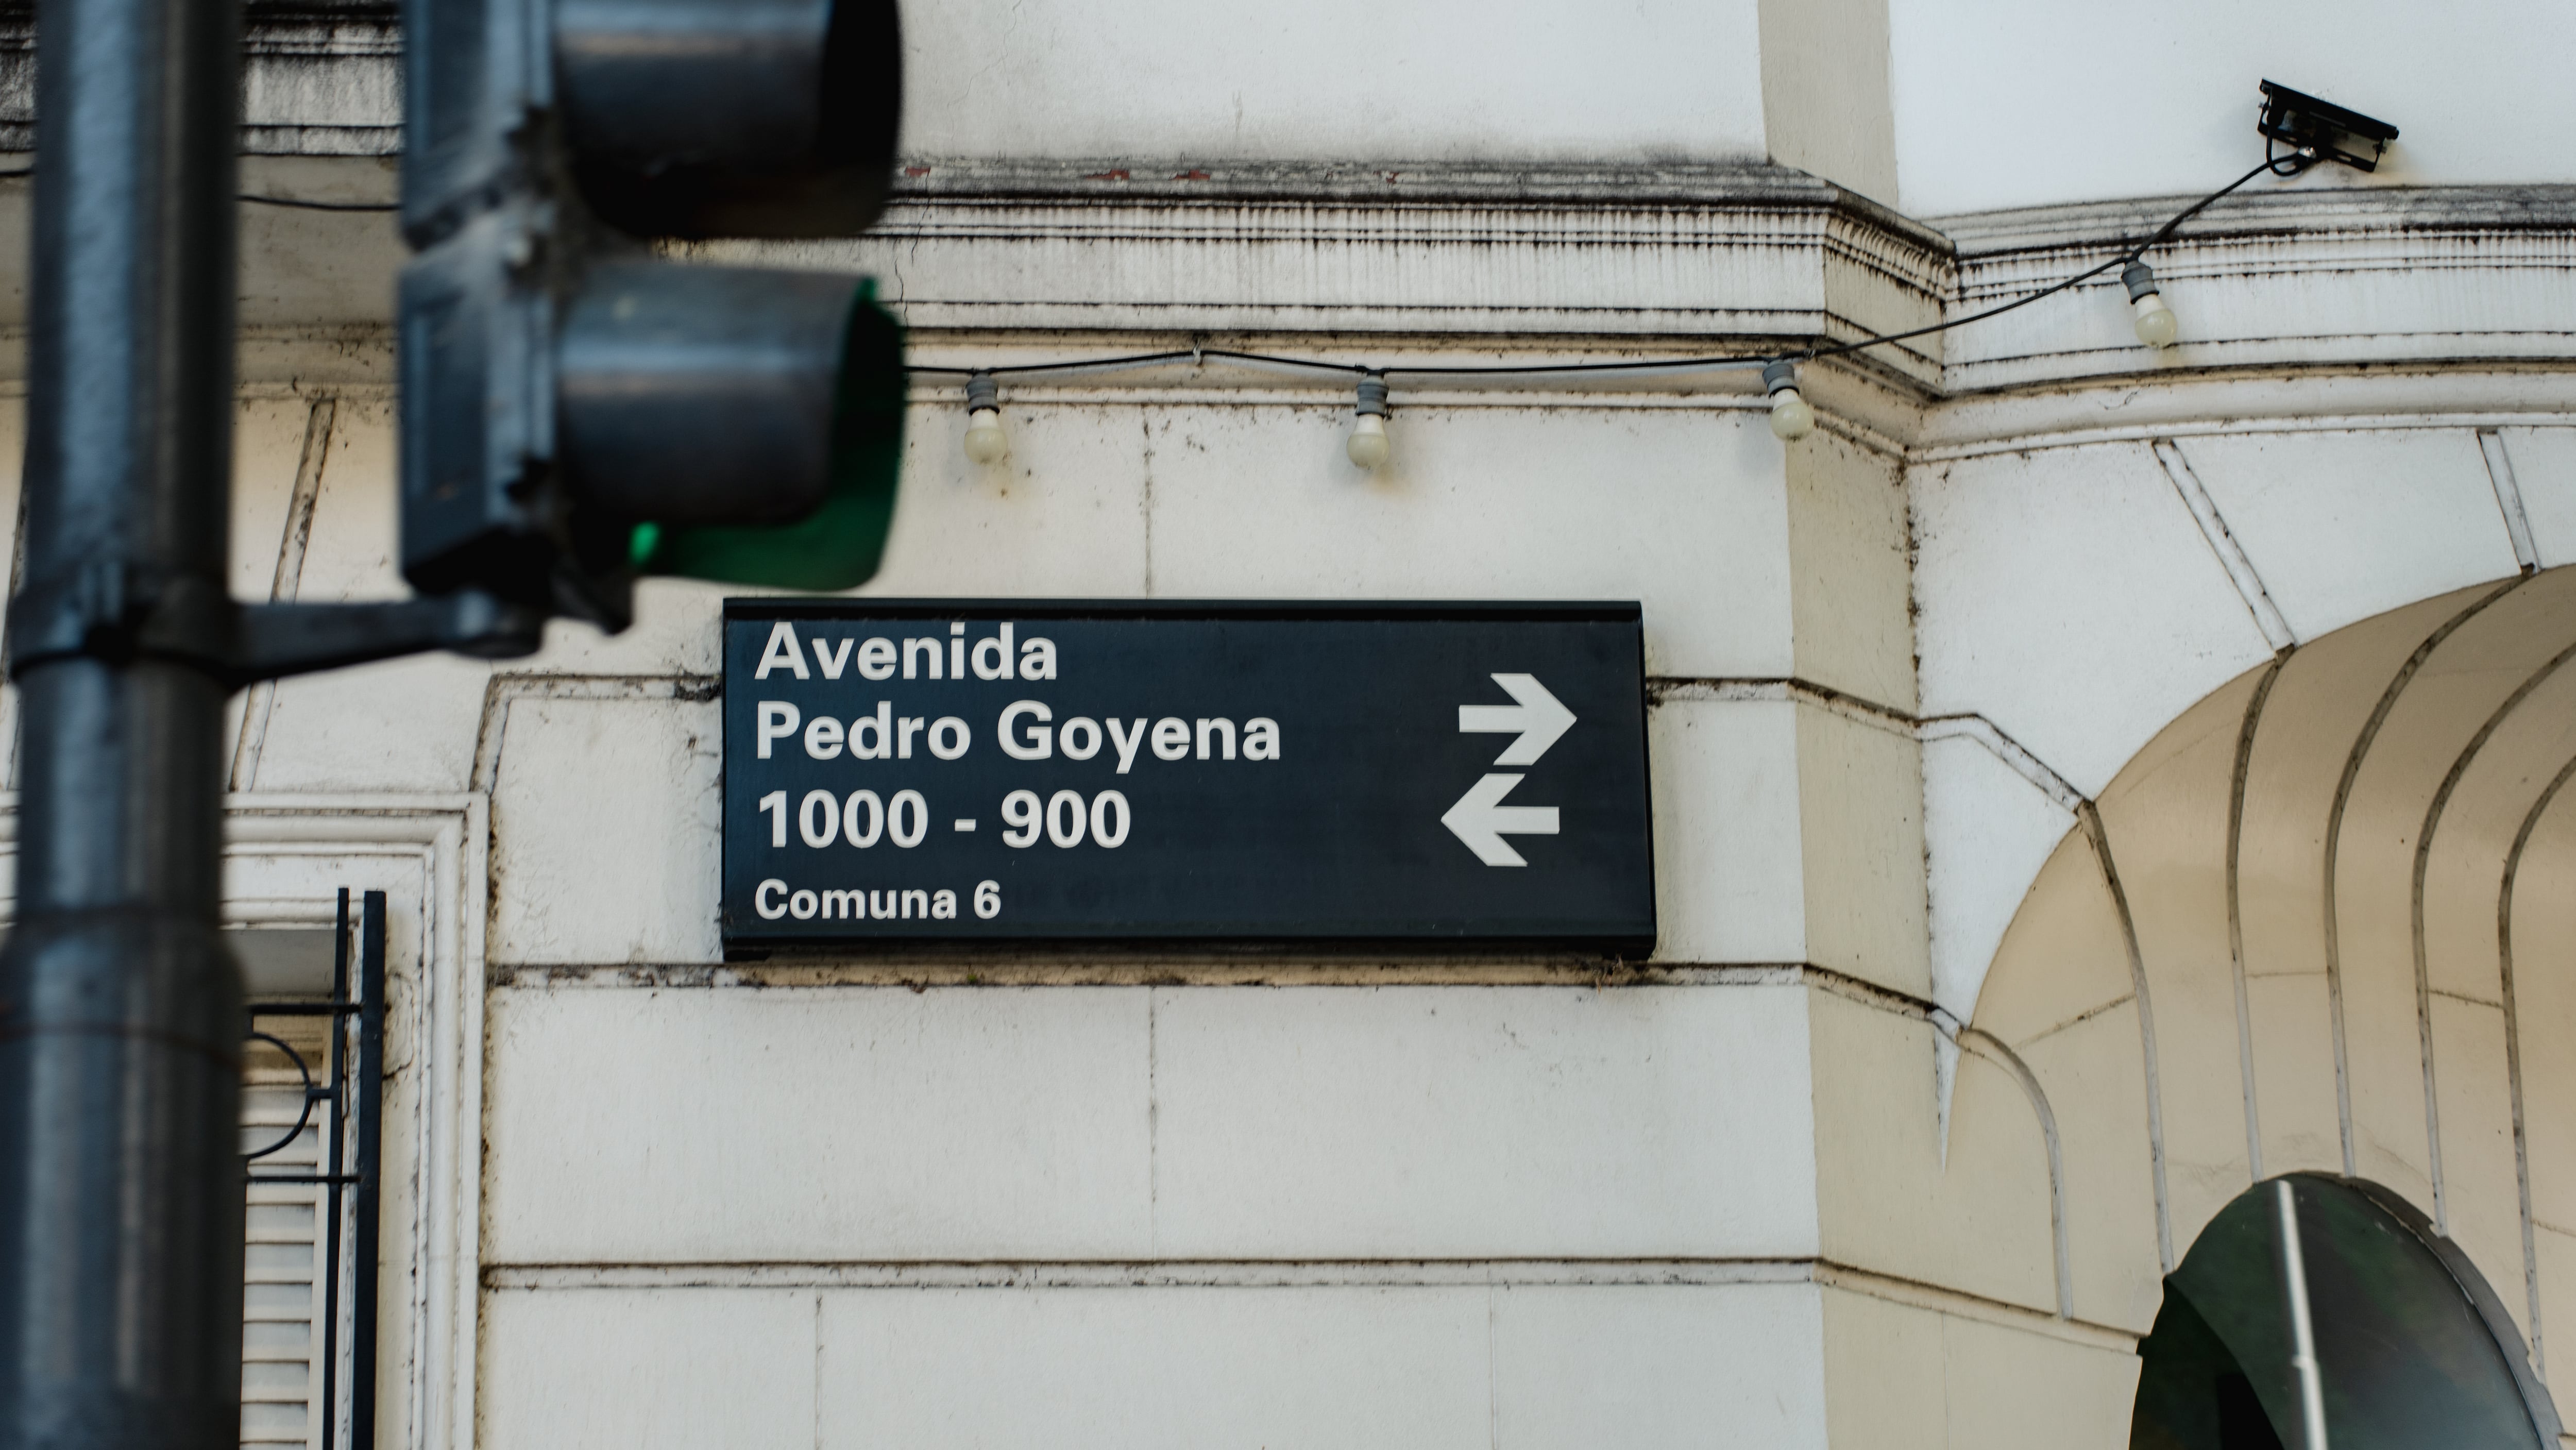 Avenida
Pedro Goyena
1000 - 900
Comuna 6